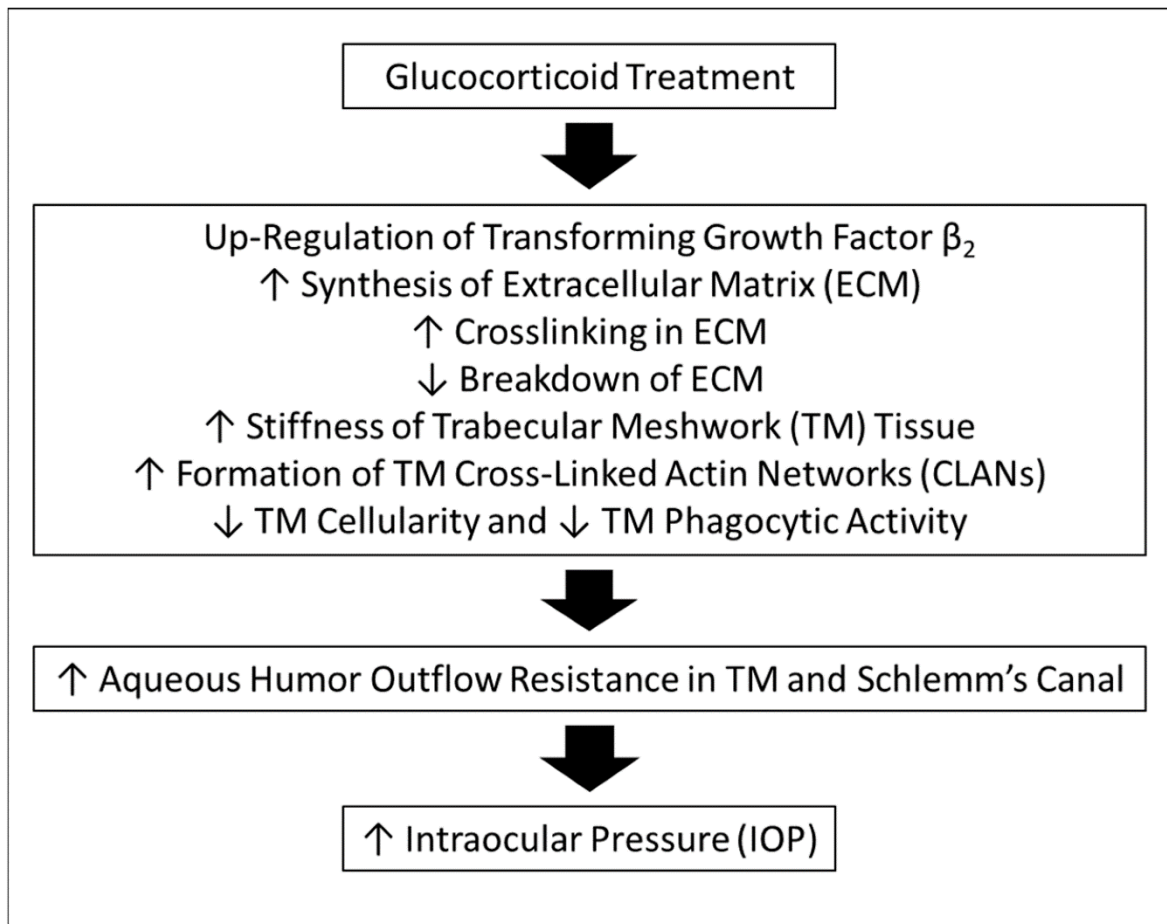 Glucocorticoid Treatment
Up-Regulation of Transforming Growth Factor β₂
↑ Synthesis of Extracellular Matrix (ECM)
↑ Crosslinking in ECM
↓ Breakdown of ECM
↑ Stiffness of Trabecular Meshwork (TM) Tissue
↑ Formation of TM Cross-Linked Actin Networks (CLANs)
↓ TM Cellularity and ↓ TM Phagocytic Activity
↑ Aqueous Humor Outflow Resistance in TM and Schlemm’s Canal
↑ Intraocular Pressure (IOP)